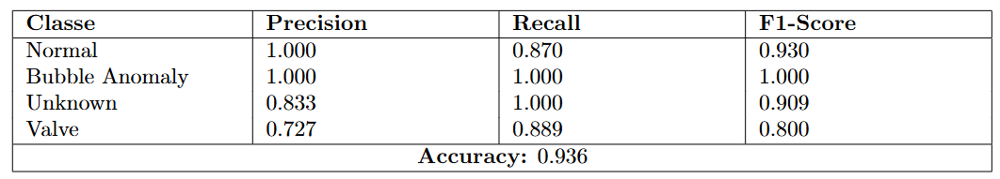 Classe Precision Recall F1-Score
Normal 1.000 0.870 0.930
Bubble Anomaly 1.000 1.000 1.000
Unknown 0.833 1.000 0.909
Valve 0.727 0.889 0.800
Accuracy: 0.936